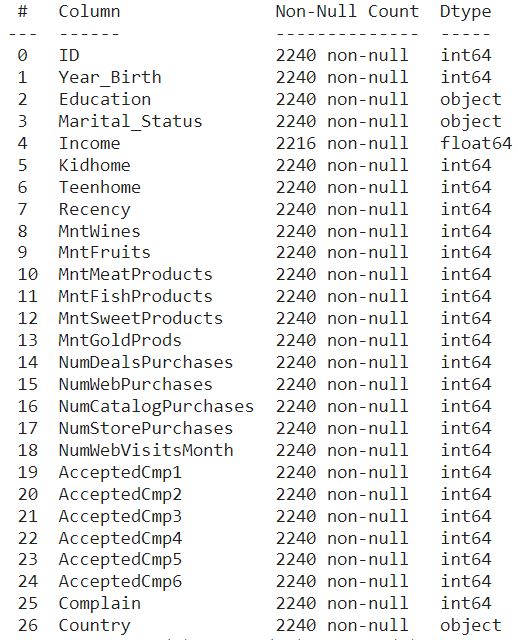 # Column Non-Null Count Dtype
--- ------ -------------- -----
0 ID 2240 non-null int64
1 Year_Birth 2240 non-null int64
2 Education 2240 non-null object
3 Marital_Status 2240 non-null object
4 Income 2216 non-null float64
5 Kidhome 2240 non-null int64
6 Teenhome 2240 non-null int64
7 Recency 2240 non-null int64
8 MntWines 2240 non-null int64
9 MntFruits 2240 non-null int64
10 MntMeatProducts 2240 non-null int64
11 MntFishProducts 2240 non-null int64
12 MntSweetProducts 2240 non-null int64
13 MntGoldProds 2240 non-null int64
14 NumDealsPurchases 2240 non-null int64
15 NumWebPurchases 2240 non-null int64
16 NumCatalogPurchases 2240 non-null int64
17 NumStorePurchases 2240 non-null int64
18 NumWebVisitsMonth 2240 non-null int64
19 AcceptedCmp1 2240 non-null int64
20 AcceptedCmp2 2240 non-null int64
21 AcceptedCmp3 2240 non-null int64
22 AcceptedCmp4 2240 non-null int64
23 AcceptedCmp5 2240 non-null int64
24 AcceptedCmp6 2240 non-null int64
25 Complain 2240 non-null int64
26 Country 2240 non-null object